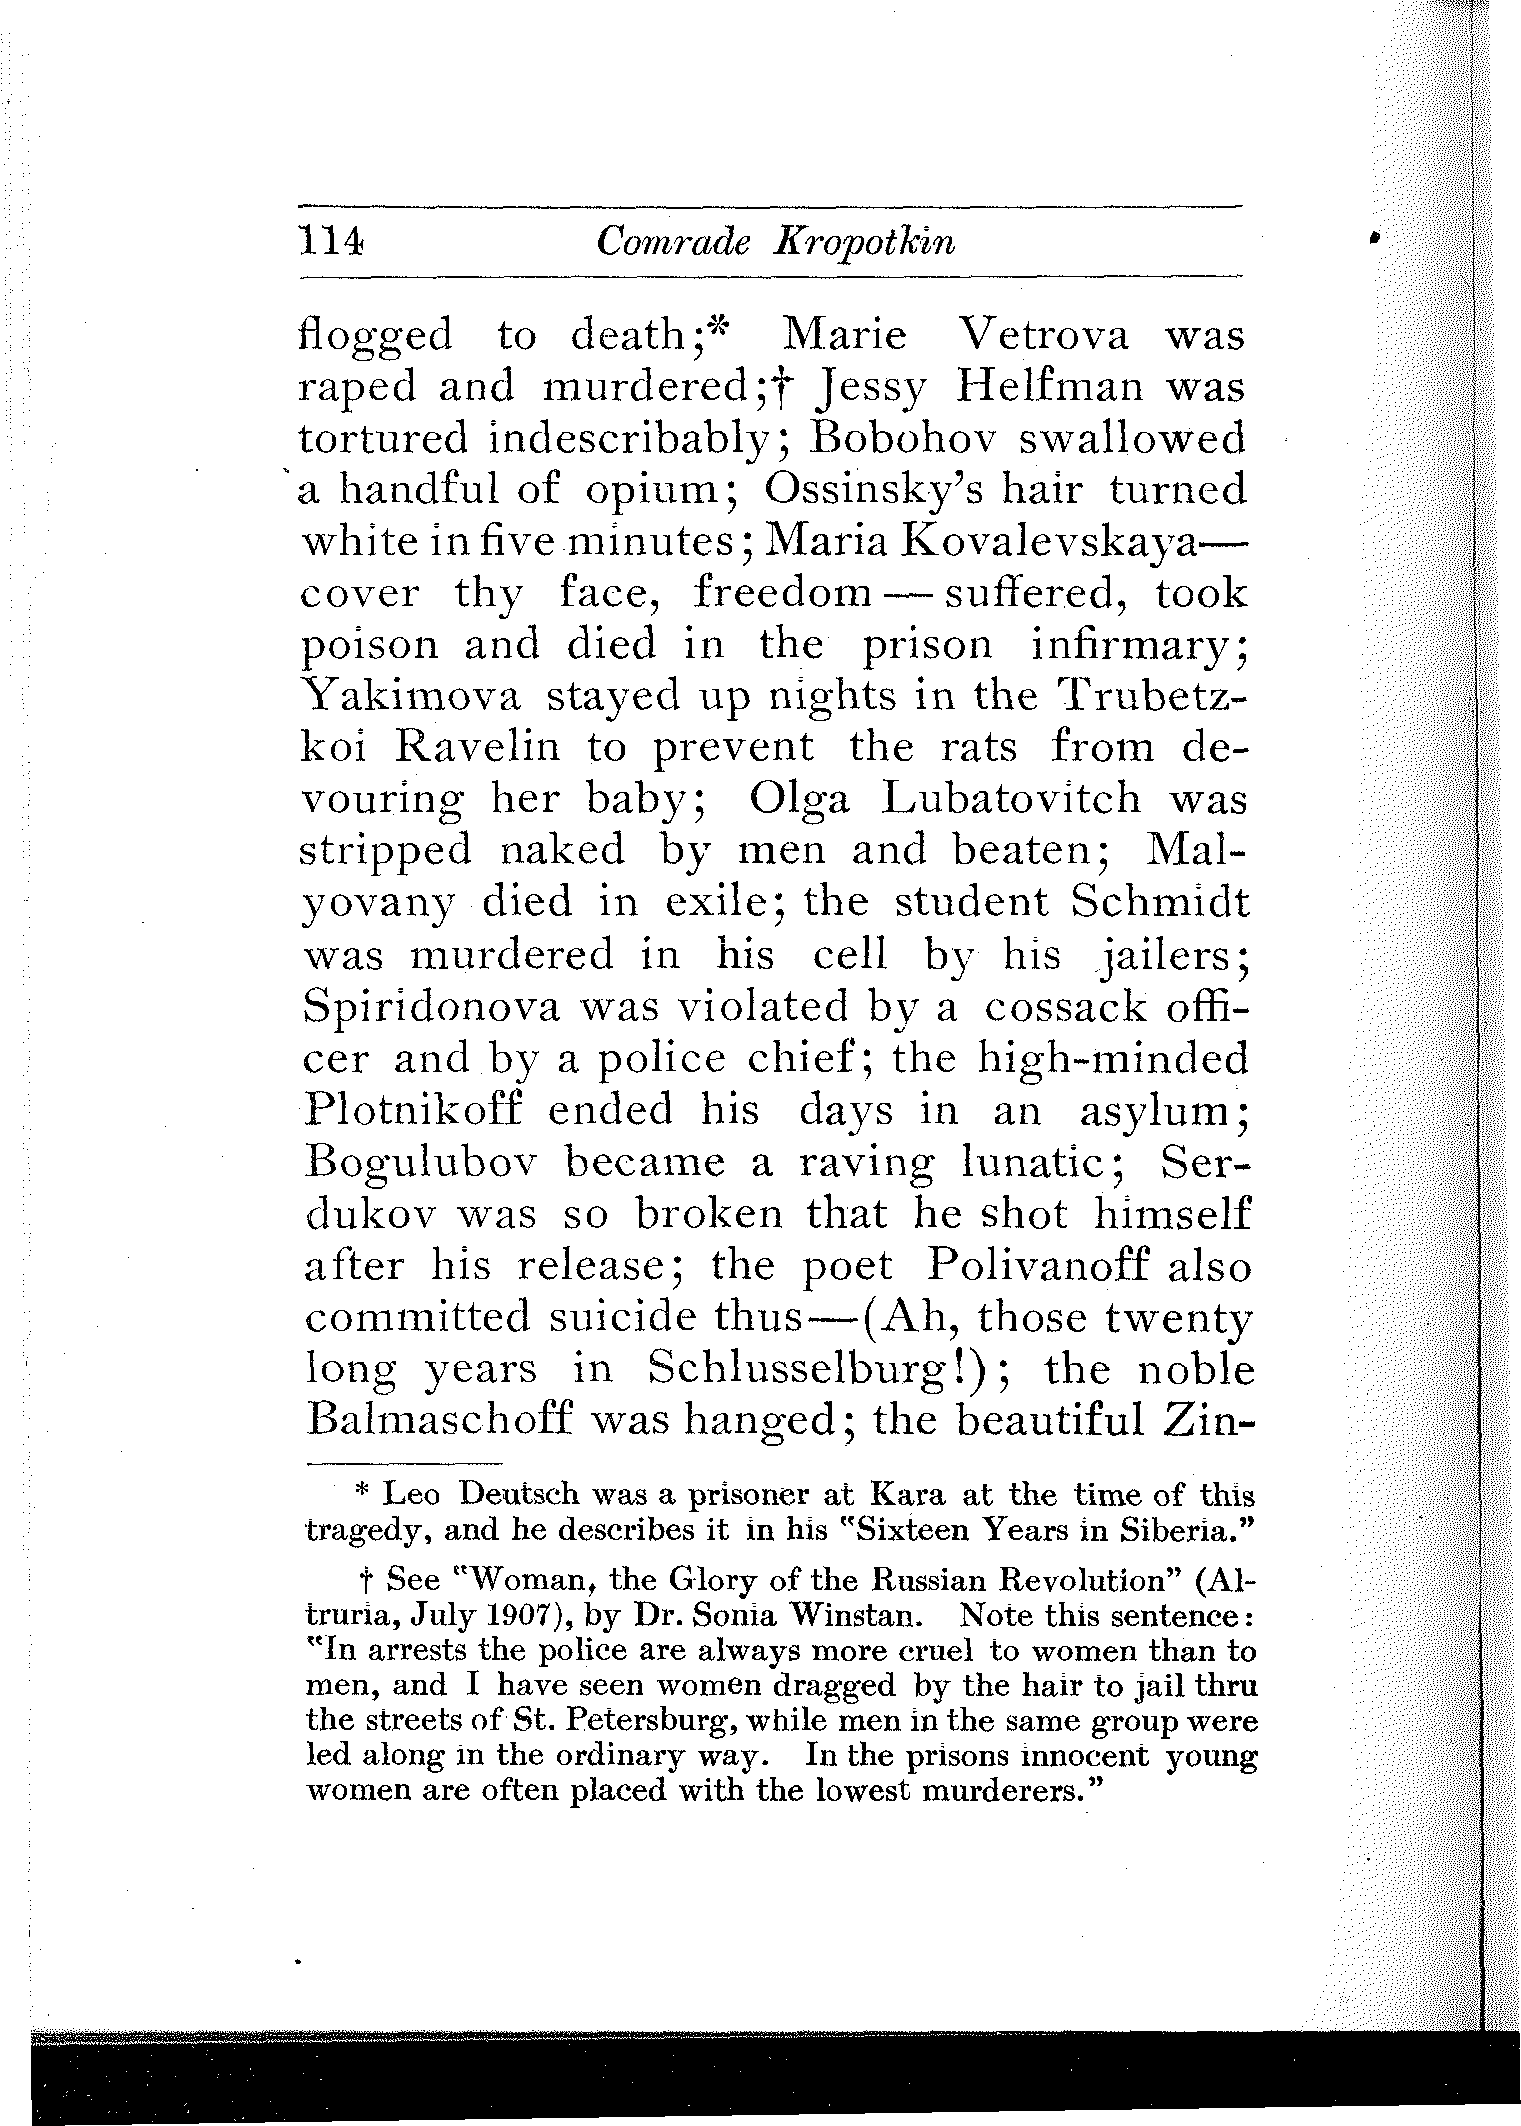 114 Comrade Kropotkin
flogged to death;* Marie Vetrova was
raped and murdered;† Jessy Helfman was
tortured indescribably; Bobohov swallowed
a handful of opium; Ossinsky's hair turned
white in five minutes; Maria Kovalevskaya—
cover thy face, freedom — suffered, took
poison and died in the prison infirmary;
Yakimova stayed up nights in the Trubetz-
koi Ravelin to prevent the rats from de-
vouring her baby; Olga Lubatovitch was
stripped naked by men and beaten; Mal-
yovany died in exile; the student Schmidt
was murdered in his cell by his jailers;
Spiridonova was violated by a cossack offi-
cer and by a police chief; the high-minded
Plotnikoff ended his days in an asylum;
Bogulubov became a raving lunatic; Ser-
dukov was so broken that he shot himself
after his release; the poet Polivanoff also
committed suicide thus—(Ah, those twenty
long years in Schlusselburg!); the noble
Balmaschoff was hanged; the beautiful Zin-
* Leo Deutsch was a prisoner at Kara at the time of this
tragedy, and he describes it in his "Sixteen Years in Siberia."
† See "Woman, the Glory of the Russian Revolution" (Al-
truria, July 1907), by Dr. Sonia Winstan. Note this sentence:
"In arrests the police are always more cruel to women than to
men, and I have seen women dragged by the hair to jail thru
the streets of St. Petersburg, while men in the same group were
led along in the ordinary way. In the prisons innocent young
women are often placed with the lowest murderers."